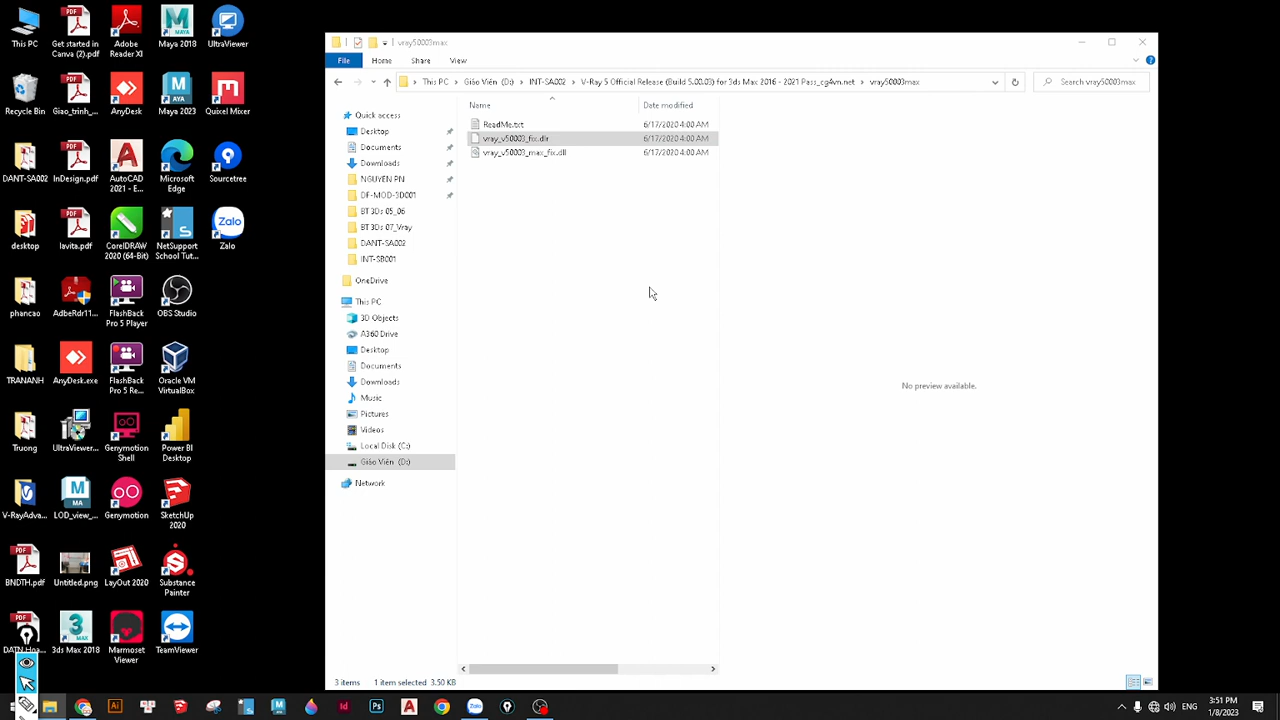 This PC
Get started in
Canva (2).pdf
Adobe
Reader XI
Maya 2018
UltraViewer
Recycle Bin
Giao_trinh_...
AnyDesk
Maya 2023
Quixel Mixer
DANT-SA002
InDesign.pdf
AutoCAD
2021 - E...
Microsoft
Edge
Sourcetree
desktop
lavita.pdf
CorelDRAW
2020 (64-Bit)
NetSupport
School Tut...
Zalo
phancao
AdbeRdr11...
FlashBack
Pro 5 Player
OBS Studio
TRANANH
AnyDesk.exe
FlashBack
Pro 5 Re...
Oracle VM
VirtualBox
Truong
UltraViewer...
Genymotion
Shell
Power BI
Desktop
V-RayAdva...
LOD_view_...
Genymotion
SketchUp
2020
BNDTH.pdf
Untitled.png
LayOut 2020
Substance
Painter
DATN_Hoa...
3ds Max 2018
Marmoset
Viewer
TeamViewer
vray50003max
File
Home
Share
View
This PC
Giáo Viên (D:)
INT-SA002
V-Ray 5 Official Release (Build 5.00.03) for 3ds Max 2016 - 2021 Pass_cg4vn.net
vray50003max
Search vray50003max
Name
Date modified
ReadMe.txt
6/17/2020 4:00 AM
vray_v50003_fix.dlr
6/17/2020 4:00 AM
vray_v50003_max_fix.dll
6/17/2020 4:00 AM
Quick access
Desktop
Documents
Downloads
NGUYEN PN
DF-MOD-3D001
BT 3Ds 05_06
BT 3Ds 07_Vray
DANT-SA002
INT-SB001
OneDrive
This PC
3D Objects
A360 Drive
Desktop
Documents
Downloads
Music
Pictures
Videos
Local Disk (C:)
Giáo Viên (D:)
Network
No preview available.
3 items
1 item selected 3.50 KB
3:51 PM
1/8/2023